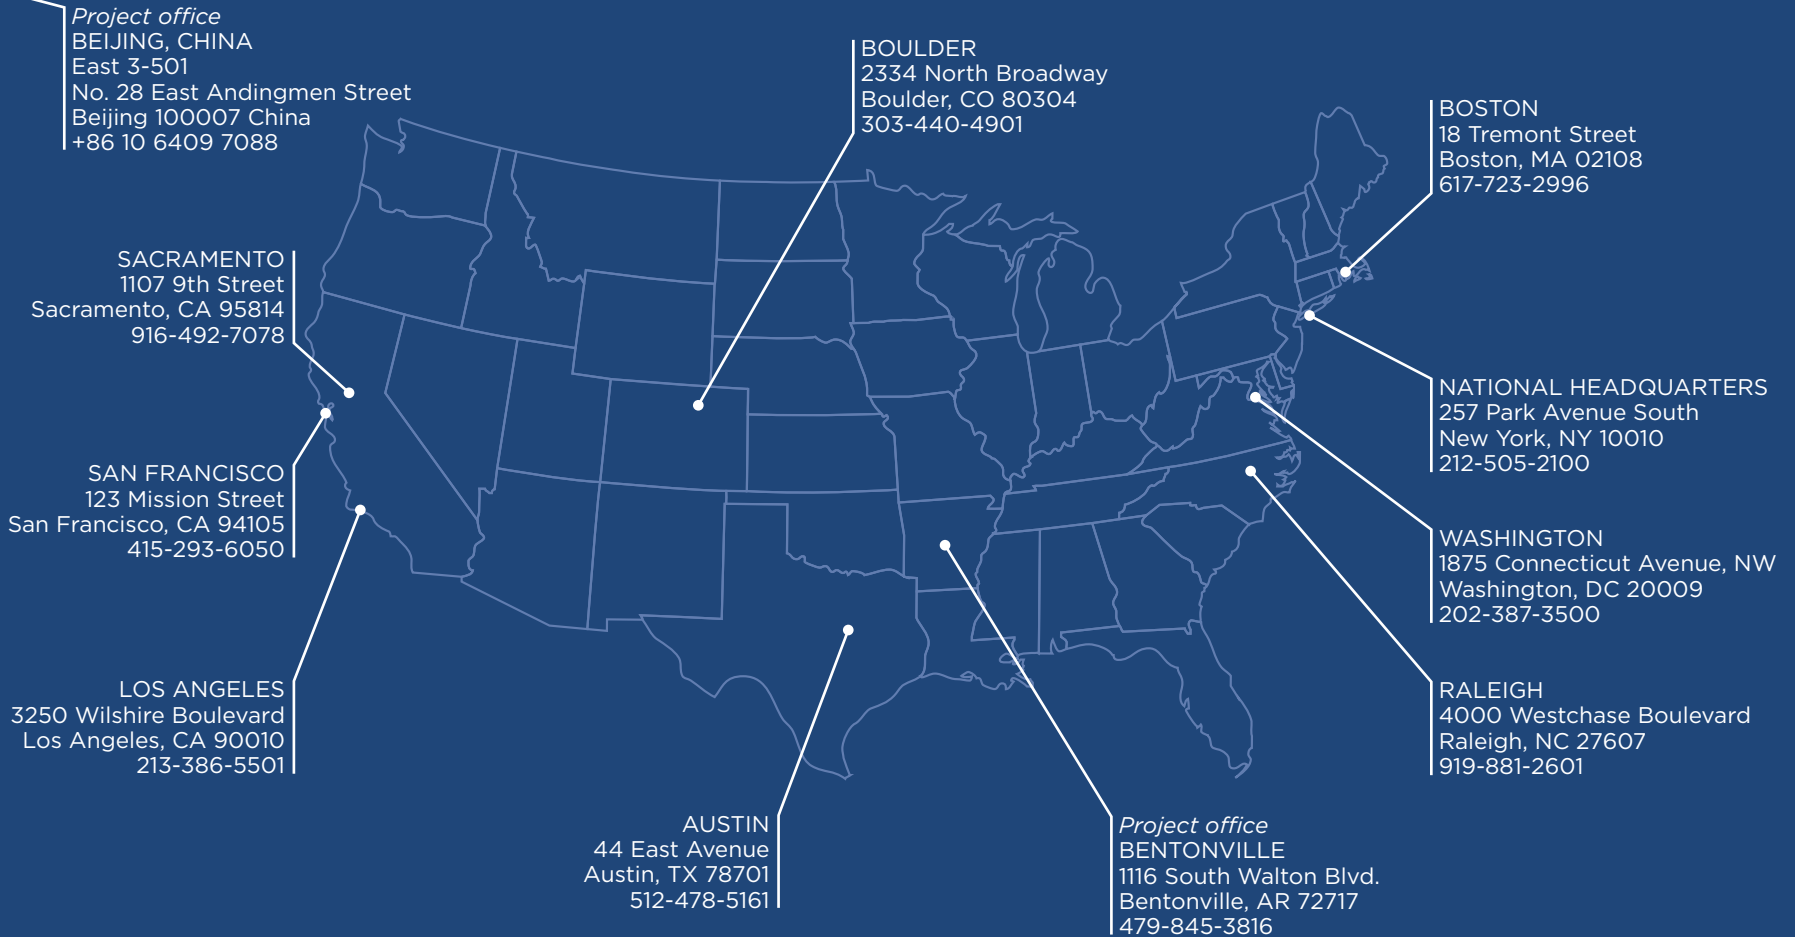 Project office
BEIJING, CHINA
East 3-501
No. 28 East Andingmen Street
Beijing 100007 China
+86 10 6409 7088
BOULDER
2334 North Broadway
Boulder, CO 80304
303-440-4901
BOSTON
18 Tremont Street
Boston, MA 02108
617-723-2996
SACRAMENTO
1107 9th Street
Sacramento, CA 95814
916-492-7078
NATIONAL HEADQUARTERS
257 Park Avenue South
New York, NY 10010
212-505-2100
SAN FRANCISCO
123 Mission Street
San Francisco, CA 94105
415-293-6050
WASHINGTON
1875 Connecticut Avenue, NW
Washington, DC 20009
202-387-3500
LOS ANGELES
3250 Wilshire Boulevard
Los Angeles, CA 90010
213-386-5501
RALEIGH
4000 Westchase Boulevard
Raleigh, NC 27607
919-881-2601
AUSTIN
44 East Avenue
Austin, TX 78701
512-478-5161
Project office
BENTONVILLE
1116 South Walton Blvd.
Bentonville, AR 72717
479-845-3816